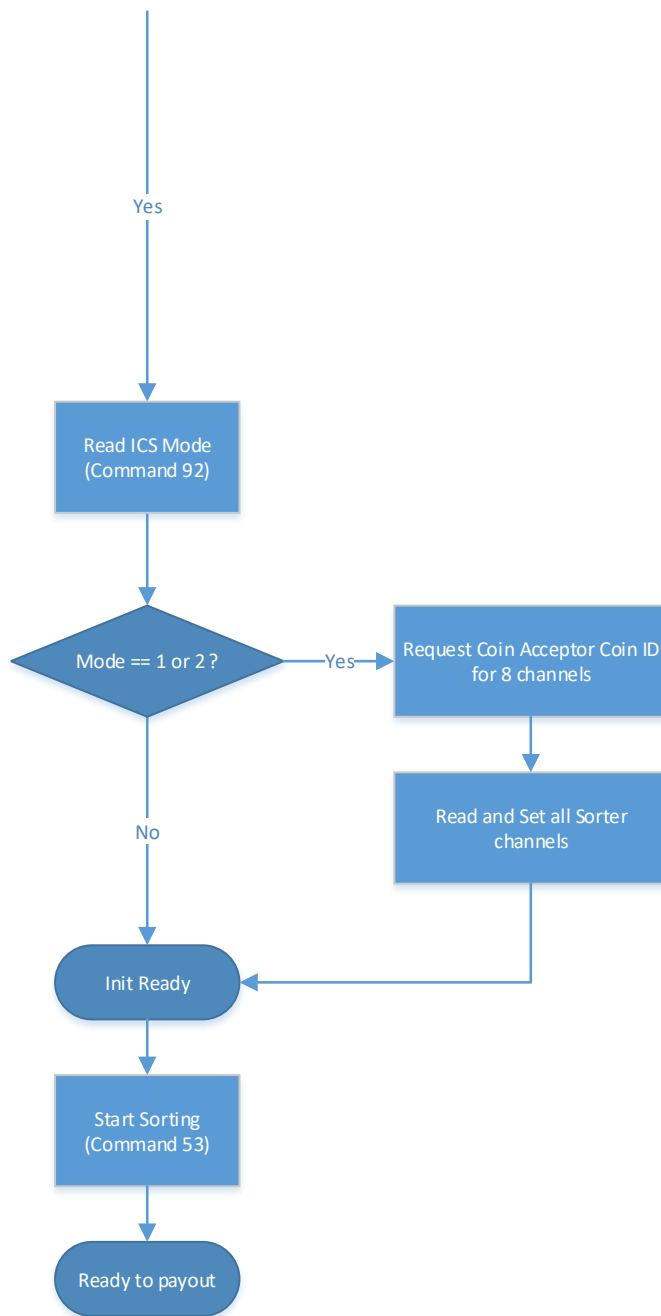 Yes
Read ICS Mode
(Command 92)
Mode == 1 or 2 ?
Yes
Request Coin Acceptor Coin ID
for 8 channels
Read and Set all Sorter
channels
No
Init Ready
Start Sorting
(Command 53)
Ready to payout